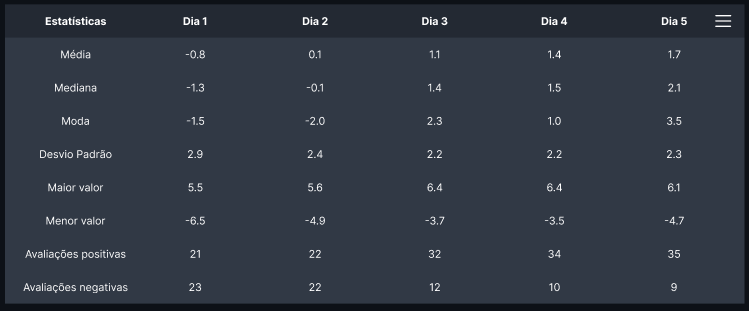 Estatísticas Dia 1 Dia 2 Dia 3 Dia 4 Dia 5
Média -0.8 0.1 1.1 1.4 1.7
Mediana -1.3 -0.1 1.4 1.5 2.1
Moda -1.5 -2.0 2.3 1.0 3.5
Desvio Padrão 2.9 2.4 2.2 2.2 2.3
Maior valor 5.5 5.6 6.4 6.4 6.1
Menor valor -6.5 -4.9 -3.7 -3.5 -4.7
Avaliações positivas 21 22 32 34 35
Avaliações negativas 23 22 12 10 9